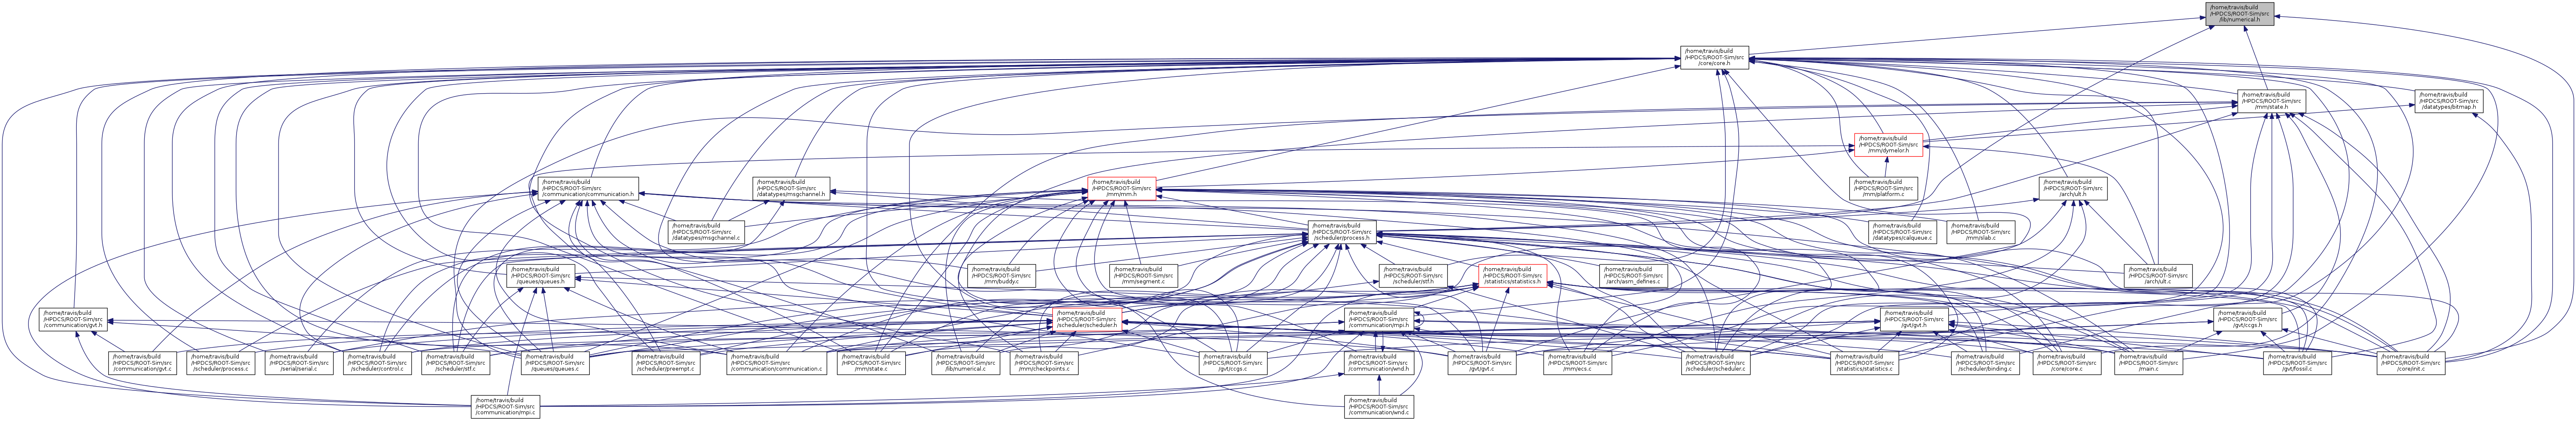 /home/travis/build
/HPDCS/ROOT-Sim/src
/lib/numerical.h
/home/travis/build
/HPDCS/ROOT-Sim/src
/core/core.h
/home/travis/build
/HPDCS/ROOT-Sim/src
/mm/state.h
/home/travis/build
/HPDCS/ROOT-Sim/src
/datatypes/bitmap.h
/home/travis/build
/HPDCS/ROOT-Sim/src
/mm/dymelor.h
/home/travis/build
/HPDCS/ROOT-Sim/src
/communication/communication.h
/home/travis/build
/HPDCS/ROOT-Sim/src
/datatypes/msgchannel.h
/home/travis/build
/HPDCS/ROOT-Sim/src
/mm/mm.h
/home/travis/build
/HPDCS/ROOT-Sim/src
/mm/platform.c
/home/travis/build
/HPDCS/ROOT-Sim/src
/arch/ult.h
/home/travis/build
/HPDCS/ROOT-Sim/src
/datatypes/msgchannel.c
/home/travis/build
/HPDCS/ROOT-Sim/src
/scheduler/process.h
/home/travis/build
/HPDCS/ROOT-Sim/src
/datatypes/calqueue.c
/home/travis/build
/HPDCS/ROOT-Sim/src
/mm/slab.c
/home/travis/build
/HPDCS/ROOT-Sim/src
/queues/queues.h
/home/travis/build
/HPDCS/ROOT-Sim/src
/mm/buddy.c
/home/travis/build
/HPDCS/ROOT-Sim/src
/mm/segment.c
/home/travis/build
/HPDCS/ROOT-Sim/src
/scheduler/stf.h
/home/travis/build
/HPDCS/ROOT-Sim/src
/statistics/statistics.h
/home/travis/build
/HPDCS/ROOT-Sim/src
/arch/asm_defines.c
/home/travis/build
/HPDCS/ROOT-Sim/src
/arch/ult.c
/home/travis/build
/HPDCS/ROOT-Sim/src
/communication/gvt.h
/home/travis/build
/HPDCS/ROOT-Sim/src
/scheduler/scheduler.h
/home/travis/build
/HPDCS/ROOT-Sim/src
/communication/mpi.h
/home/travis/build
/HPDCS/ROOT-Sim/src
/gvt/gvt.h
/home/travis/build
/HPDCS/ROOT-Sim/src
/gvt/ccgs.h
/home/travis/build
/HPDCS/ROOT-Sim/src
/communication/gvt.c
/home/travis/build
/HPDCS/ROOT-Sim/src
/scheduler/process.c
/home/travis/build
/HPDCS/ROOT-Sim/src
/serial/serial.c
/home/travis/build
/HPDCS/ROOT-Sim/src
/scheduler/control.c
/home/travis/build
/HPDCS/ROOT-Sim/src
/scheduler/stf.c
/home/travis/build
/HPDCS/ROOT-Sim/src
/queues/queues.c
/home/travis/build
/HPDCS/ROOT-Sim/src
/scheduler/preempt.c
/home/travis/build
/HPDCS/ROOT-Sim/src
/communication/communication.c
/home/travis/build
/HPDCS/ROOT-Sim/src
/mm/state.c
/home/travis/build
/HPDCS/ROOT-Sim/src
/lib/numerical.c
/home/travis/build
/HPDCS/ROOT-Sim/src
/mm/checkpoints.c
/home/travis/build
/HPDCS/ROOT-Sim/src
/gvt/ccgs.c
/home/travis/build
/HPDCS/ROOT-Sim/src
/communication/wnd.h
/home/travis/build
/HPDCS/ROOT-Sim/src
/gvt/gvt.c
/home/travis/build
/HPDCS/ROOT-Sim/src
/mm/ecs.c
/home/travis/build
/HPDCS/ROOT-Sim/src
/scheduler/scheduler.c
/home/travis/build
/HPDCS/ROOT-Sim/src
/statistics/statistics.c
/home/travis/build
/HPDCS/ROOT-Sim/src
/scheduler/binding.c
/home/travis/build
/HPDCS/ROOT-Sim/src
/core/core.c
/home/travis/build
/HPDCS/ROOT-Sim/src
/main.c
/home/travis/build
/HPDCS/ROOT-Sim/src
/gvt/fossil.c
/home/travis/build
/HPDCS/ROOT-Sim/src
/core/init.c
/home/travis/build
/HPDCS/ROOT-Sim/src
/communication/mpi.c
/home/travis/build
/HPDCS/ROOT-Sim/src
/communication/wnd.c